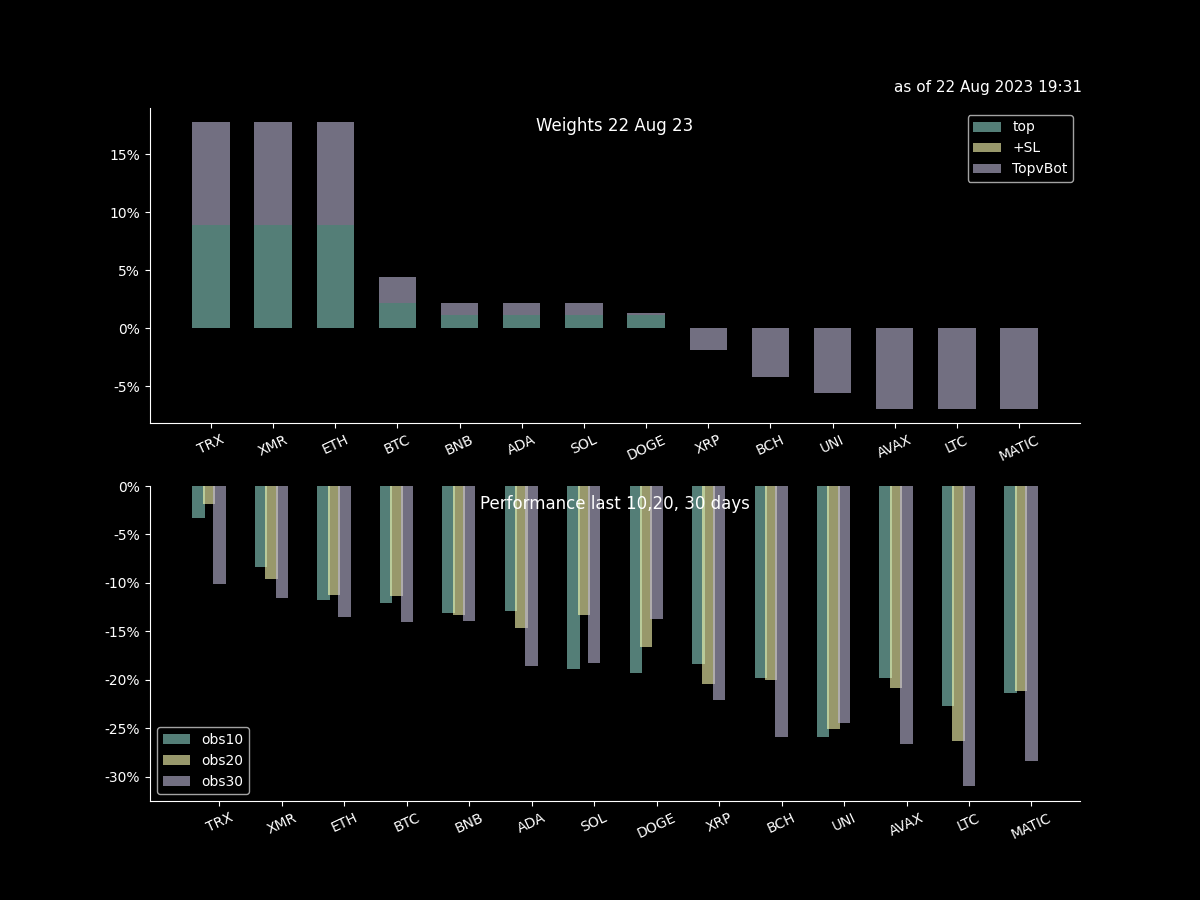 as of 22 Aug 2023 19:31
Weights 22 Aug 23
top
+SL
TopvBot
15%
10%
5%
0%
-5%
TRX XMR ETH BTC BNB ADA SOL DOGE XRP BCH UNI AVAX LTC MATIC
Performance last 10,20, 30 days
0%
-5%
-10%
-15%
-20%
-25%
-30%
obs10
obs20
obs30
TRX XMR ETH BTC BNB ADA SOL DOGE XRP BCH UNI AVAX LTC MATIC